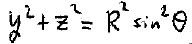 y² + z² = R² sin² θ